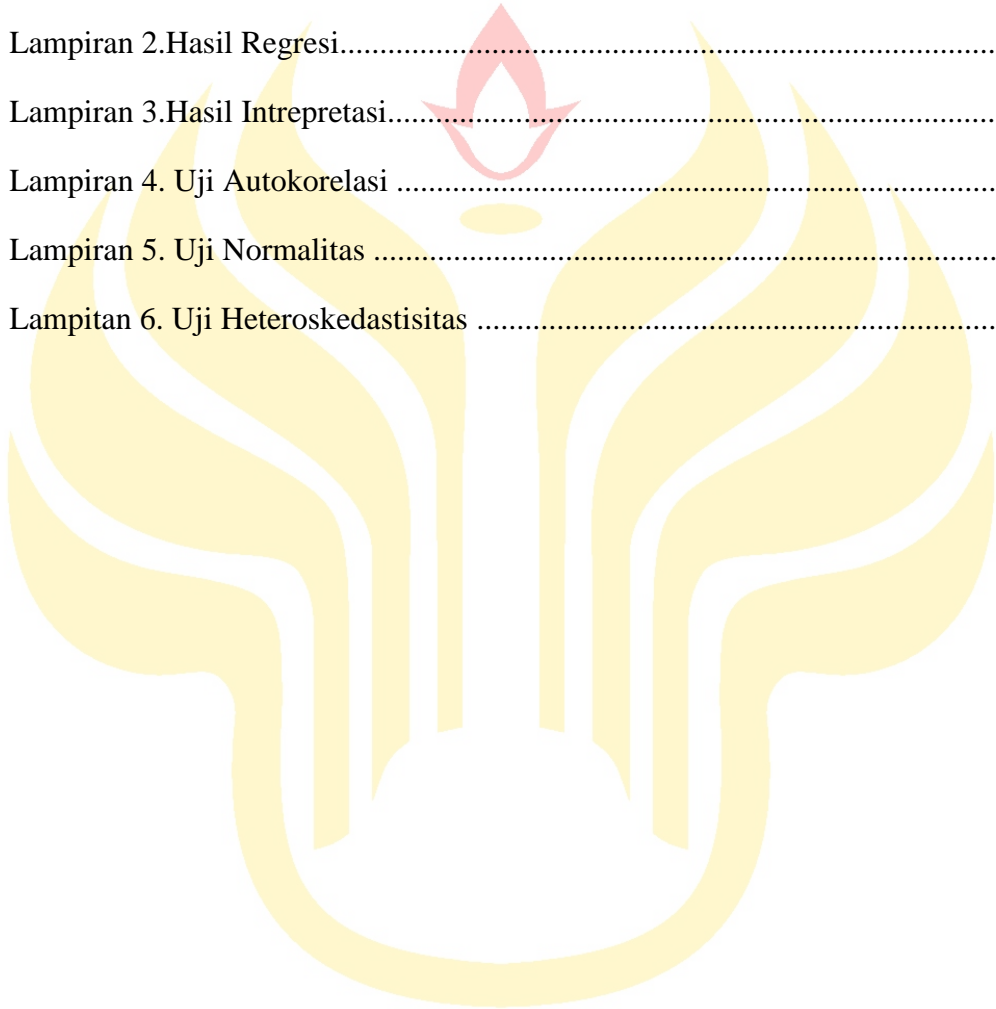 Lampiran 2.Hasil Regresi.................................................................................
Lampiran 3.Hasil Intrepretasi...........................................................................
Lampiran 4. Uji Autokorelasi ..........................................................................
Lampiran 5. Uji Normalitas .............................................................................
Lampitan 6. Uji Heteroskedastisitas ................................................................